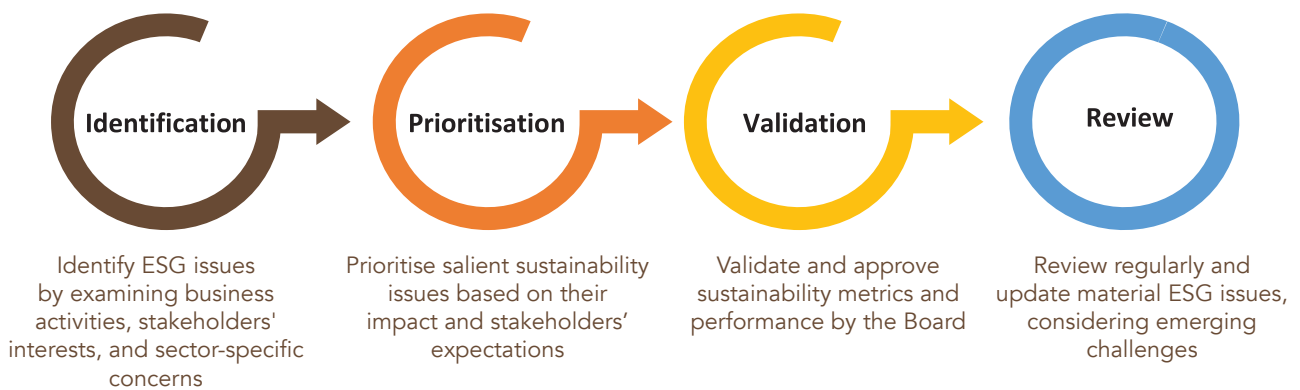 Identification
Prioritisation
Validation
Review
Identify ESG issues
by examining business
activities, stakeholders'
interests, and sector-specific
concerns
Prioritise salient sustainability
issues based on their
impact and stakeholders’
expectations
Validate and approve
sustainability metrics and
performance by the Board
Review regularly and
update material ESG issues,
considering emerging
challenges